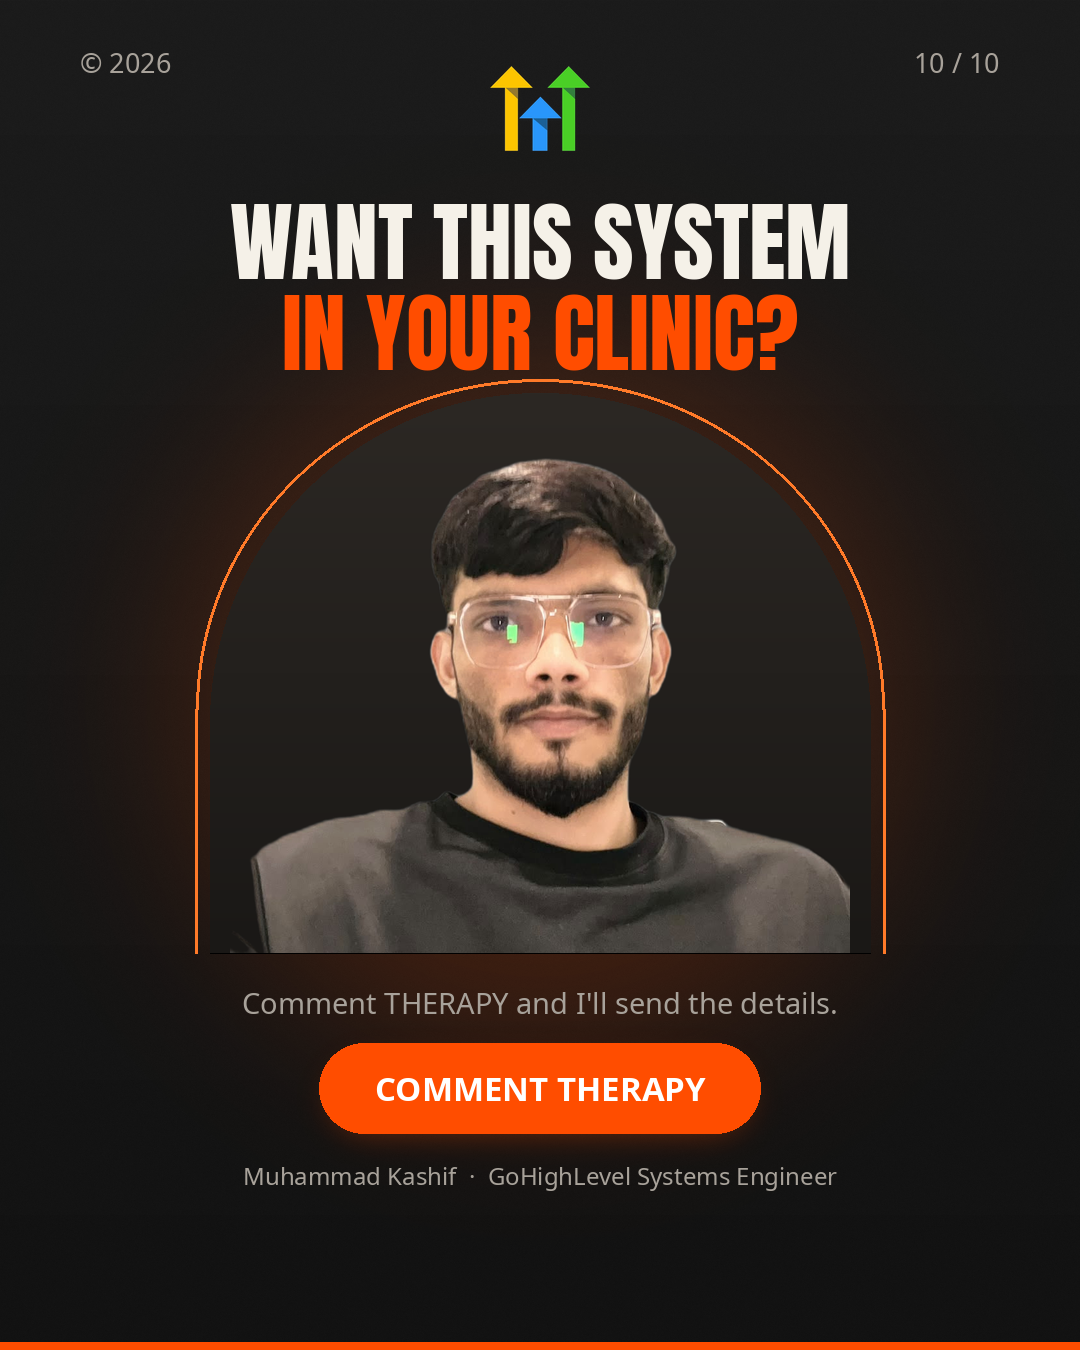 © 2026
10 / 10
WANT THIS SYSTEM
IN YOUR CLINIC?
Comment THERAPY and I'll send the details.
COMMENT THERAPY
Muhammad Kashif · GoHighLevel Systems Engineer